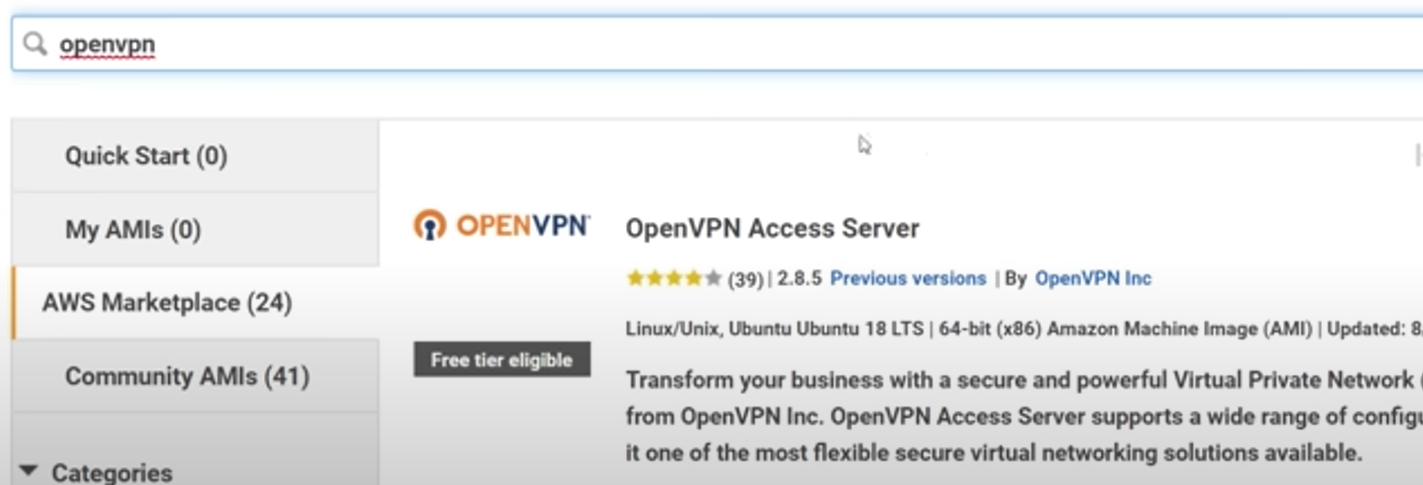 openvpn
Quick Start (0)
My AMIs (0)
AWS Marketplace (24)
Community AMIs (41)
Categories
OPENVPN
Free tier eligible
OpenVPN Access Server
(39) | 2.8.5 Previous versions | By OpenVPN Inc
Linux/Unix, Ubuntu Ubuntu 18 LTS | 64-bit (x86) Amazon Machine Image (AMI) | Updated: 8
Transform your business with a secure and powerful Virtual Private Network (
from OpenVPN Inc. OpenVPN Access Server supports a wide range of configu
it one of the most flexible secure virtual networking solutions available.